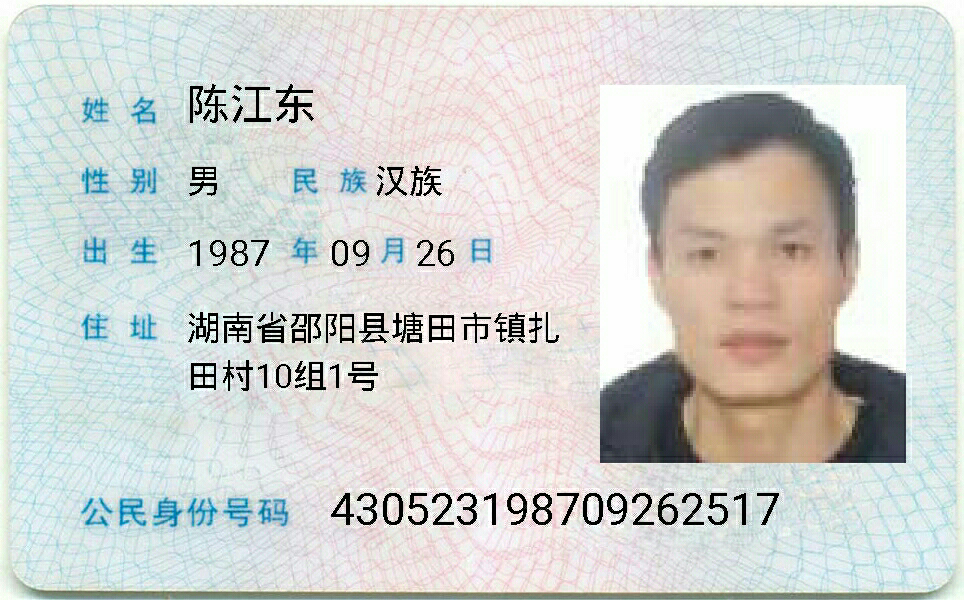 姓名 陈江东
性别 男 民族 汉族
出生 1987 年 09 月 26 日
住址 湖南省邵阳县塘田市镇扎
田村10组1号
公民身份号码 430523198709262517